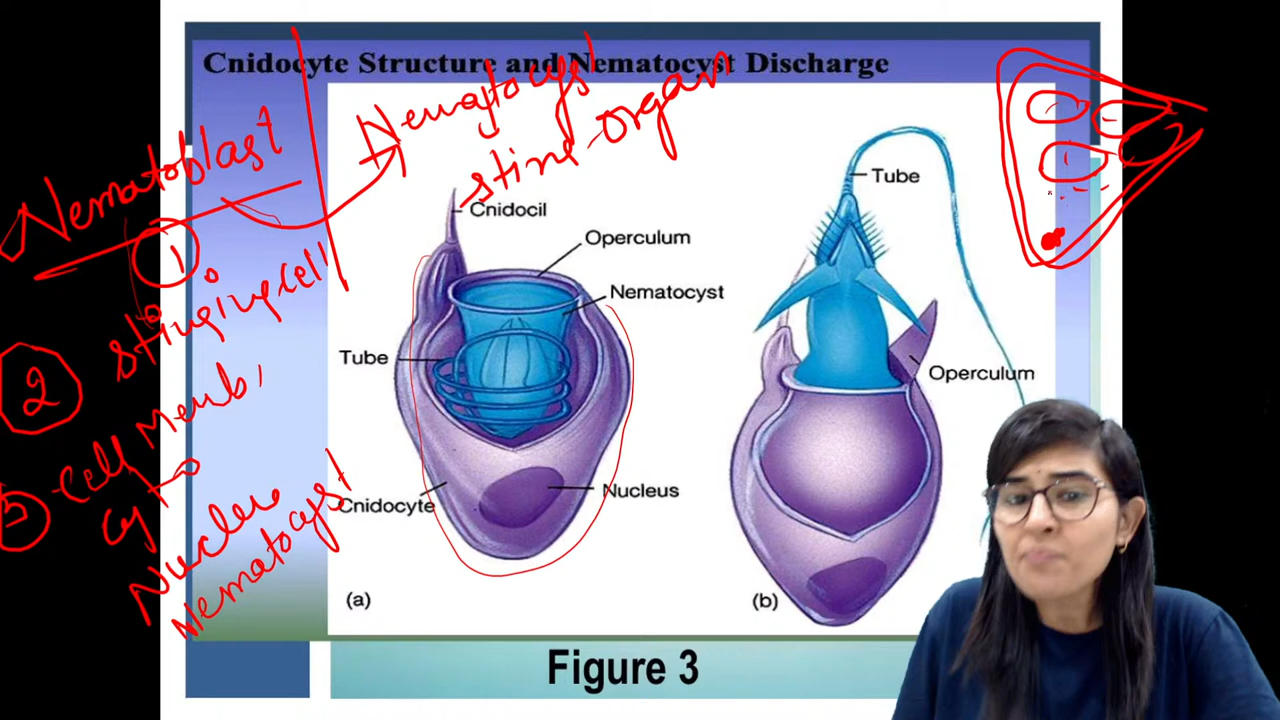 Cnidocyte Structure and Nematocyst Discharge
Nematoblast
Nematocyst
sting organ
① 
stinging cell
②
Cell Memb,
cyto
Nucleus
Nematocyst
Cnidocil
Operculum
Nematocyst
Tube
Cnidocyte
Nucleus
(a)
Tube
Operculum
(b)
Figure 3